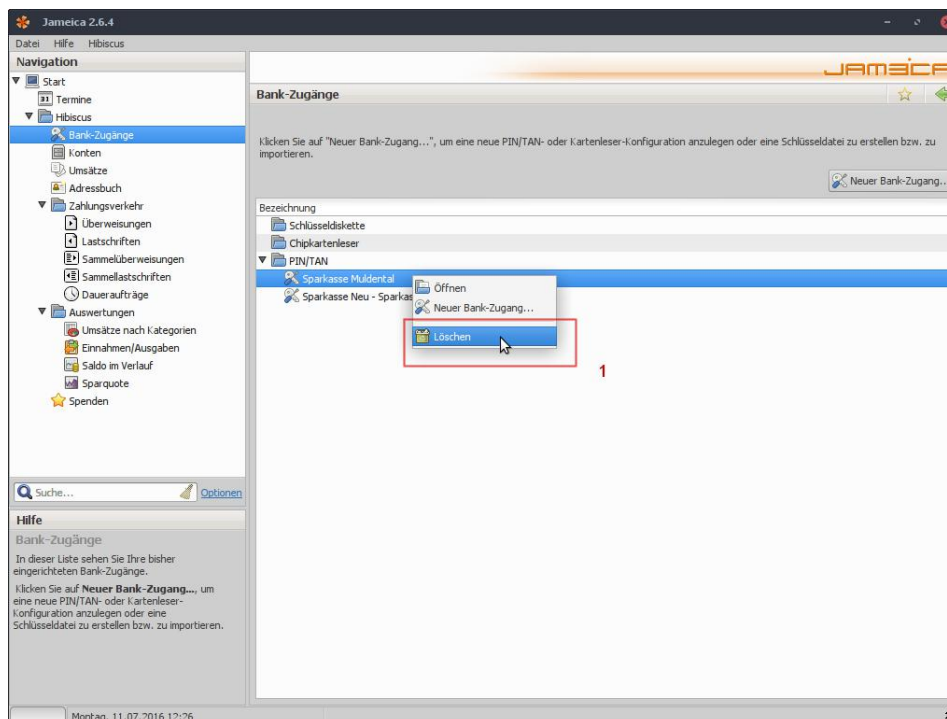 Jameica 2.6.4
Datei Hilfe Hibiscus
Navigation
Start
31 Termine
Hibiscus
Bank-Zugänge
Konten
Umsätze
Adressbuch
Zahlungsverkehr
Überweisungen
Lastschriften
Sammelüberweisungen
Sammellastschriften
Daueraufträge
Auswertungen
Umsätze nach Kategorien
Einnahmen/Ausgaben
Saldo im Verlauf
Sparquote
Spenden
Suche...
Optionen
Hilfe
Bank-Zugänge
In dieser Liste sehen Sie Ihre bisher
eingerichteten Bank-Zugänge.
Klicken Sie auf Neuer Bank-Zugang..., um
eine neue PIN/TAN- oder Kartenleser-
Konfiguration anzulegen oder eine
Schlüsseldatei zu erstellen bzw. zu importieren.
JAMEICA
Bank-Zugänge
Klicken Sie auf "Neuer Bank-Zugang...", um eine neue PIN/TAN- oder Kartenleser-Konfiguration anzulegen oder eine Schlüsseldatei zu erstellen bzw. zu
importieren.
Neuer Bank-Zugang...
Bezeichnung
Schlüsseldiskette
Chipkartenleser
PIN/TAN
Sparkasse Muldental
Sparkasse Neu - Sparkas
Öffnen
Neuer Bank-Zugang...
Löschen
1
Montag, 11.07.2016 12:26